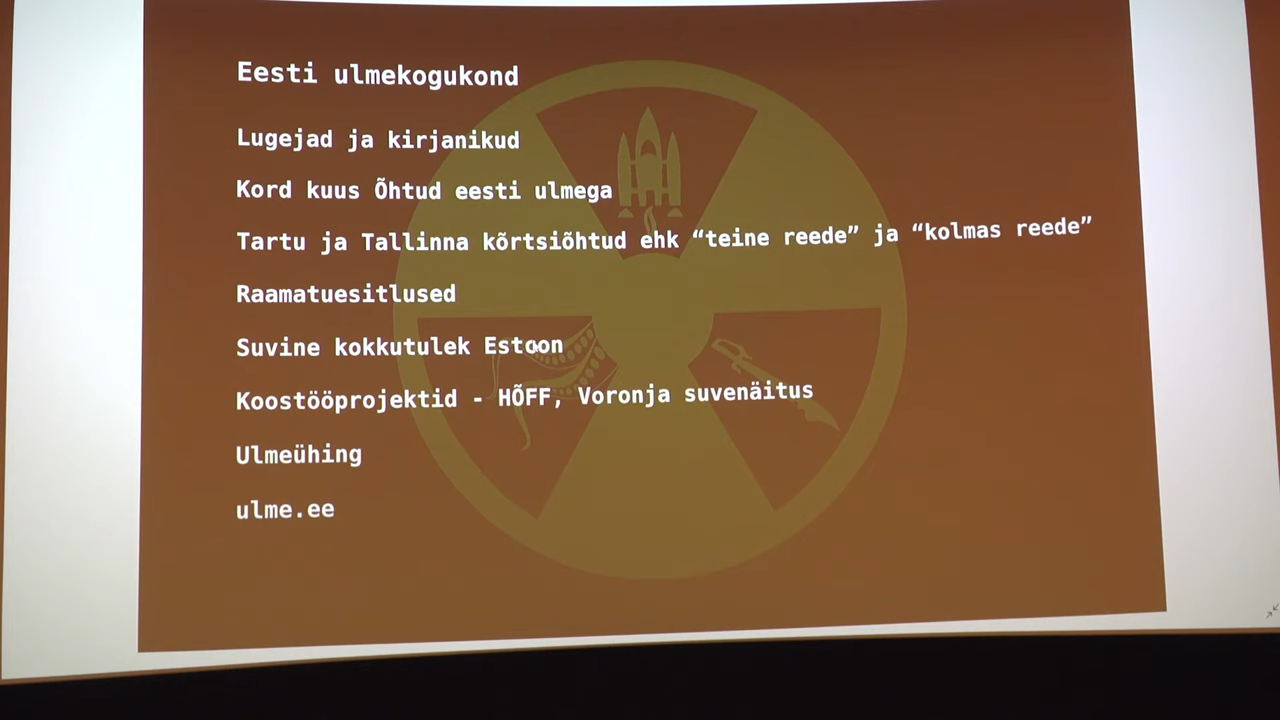 Eesti ulmekogukond
Lugejad ja kirjanikud
Kord kuus Õhtud eesti ulmega
Tartu ja Tallinna kõrtsiõhtud ehk “teine reede” ja “kolmas reede”
Raamatuesitlused
Suvine kokkutulek Estcon
Koostööprojektid - HÕFF, Voronja suvenäitus
Ulmeühing
ulme.ee